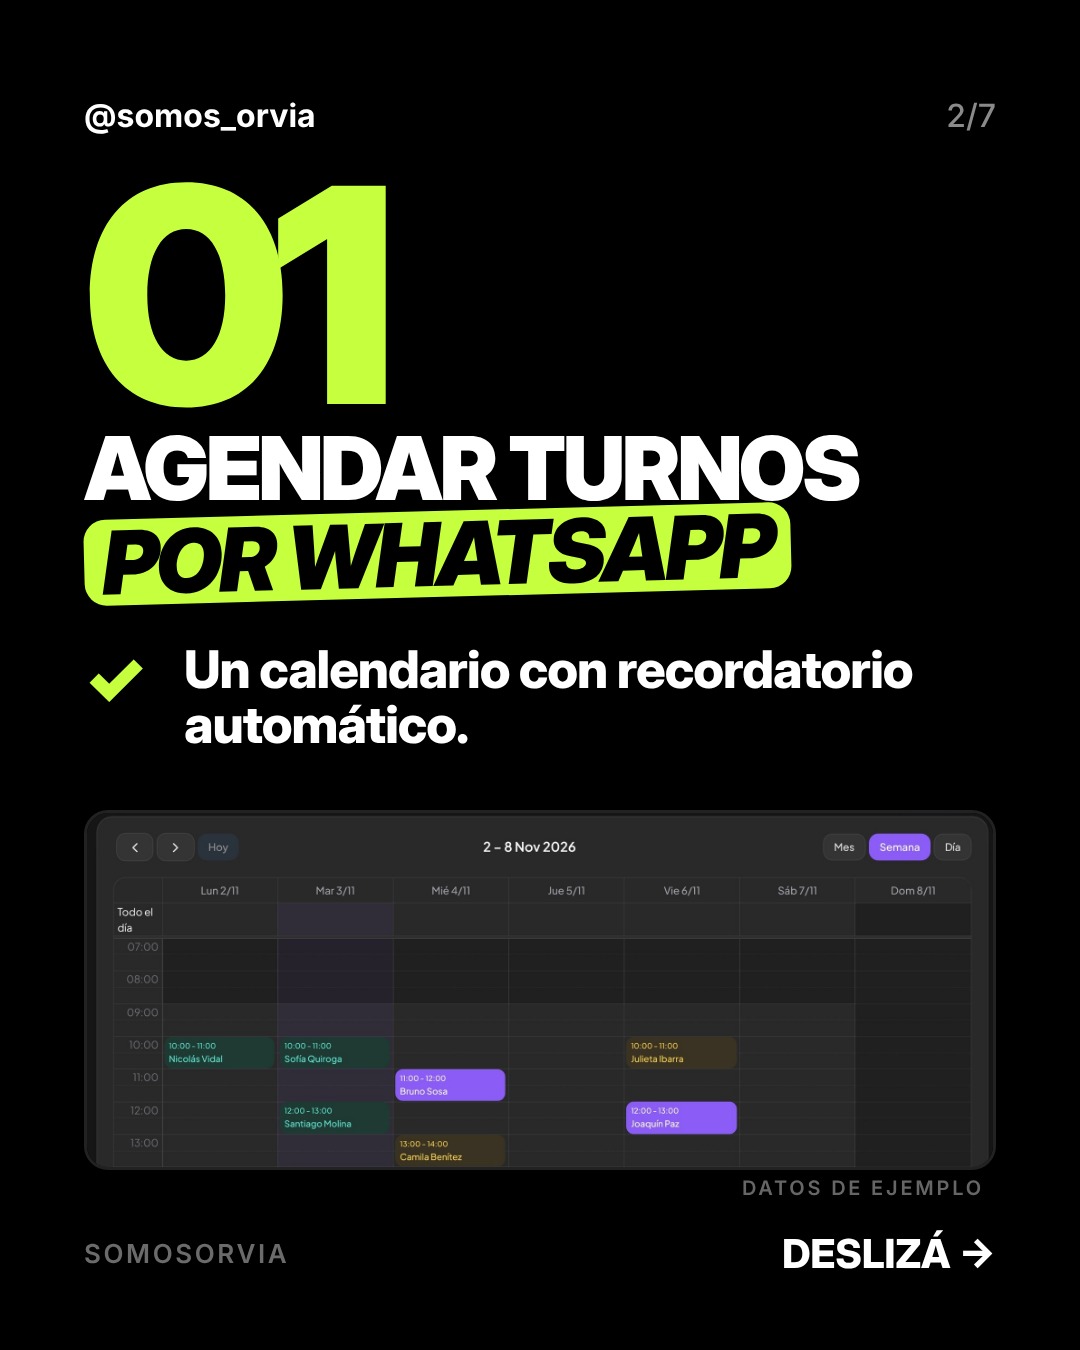 @somos_orvia
2/7
01
AGENDAR TURNOS
POR WHATSAPP
Un calendario con recordatorio
automático.
Hoy
2 – 8 Nov 2026
Mes Semana Día
Lun 2/11 Mar 3/11 Mié 4/11 Jue 5/11 Vie 6/11 Sáb 7/11 Dom 8/11
Todo el
día
07:00
08:00
09:00
10:00
10:00 - 11:00
Nicolás Vidal
10:00 - 11:00
Sofía Quiroga
10:00 - 11:00
Julieta Ibarra
11:00
11:00 - 12:00
Bruno Sosa
12:00
12:00 - 13:00
Santiago Molina
12:00 - 13:00
Joaquín Paz
13:00
13:00 - 14:00
Camila Benítez
DATOS DE EJEMPLO
SOMOSORVIA
DESLIZÁ →